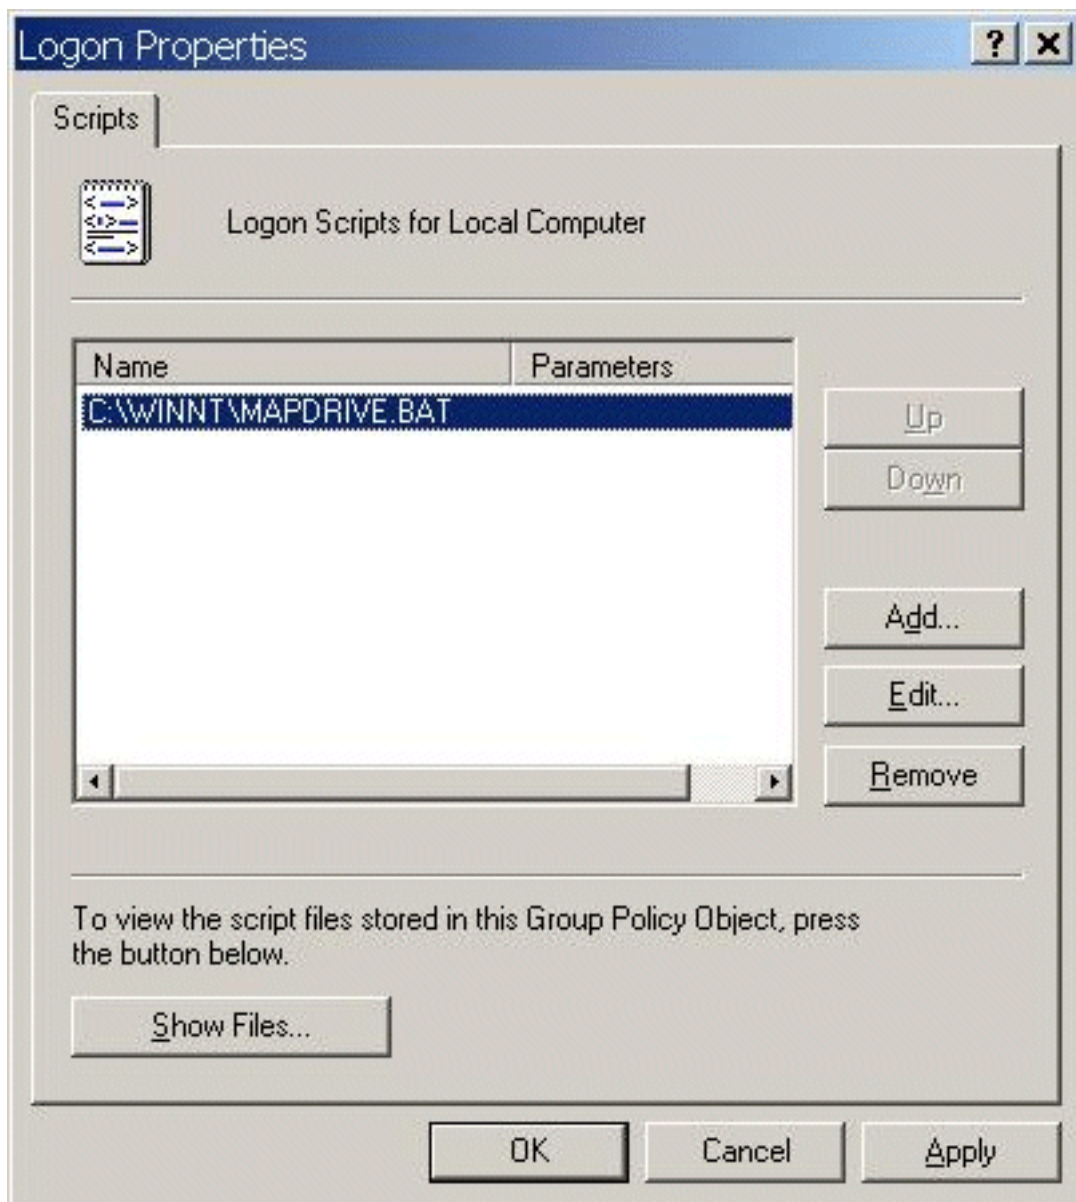 Logon Properties
Scripts
Logon Scripts for Local Computer
Name Parameters
C:\WINNT\MAPDRIVE.BAT
Up
Down
Add...
Edit...
Remove
To view the script files stored in this Group Policy Object, press
the button below.
Show Files...
OK Cancel Apply